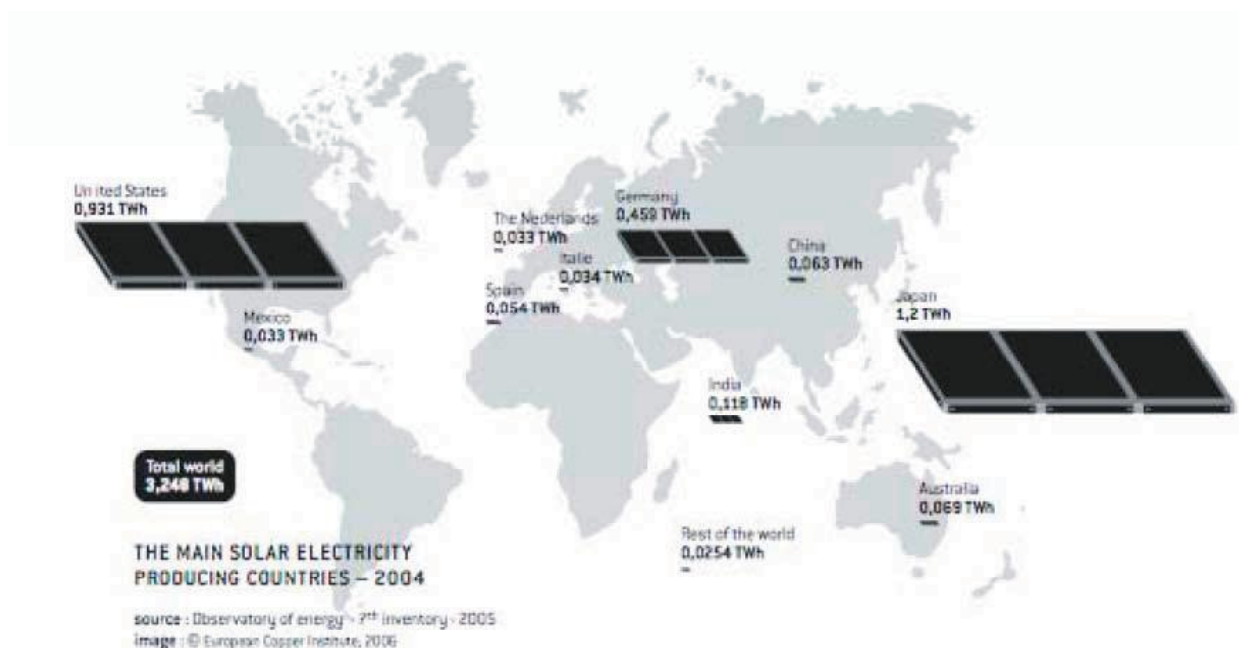 United States
0,931 TWh
The Nederlands
0,033 TWh
Germany
0,459 TWh
Italie
0,034 TWh
China
0,063 TWh
Spain
0,054 TWh
Japan
1,2 TWh
Mexico
0,033 TWh
India
0,118 TWh
Total world
3,248 TWh
Australia
0,069 TWh
Rest of the world
0,0254 TWh
THE MAIN SOLAR ELECTRICITY
PRODUCING COUNTRIES – 2004
source : Observatory of energy - 7th inventory - 2005
image : © European Copper Institute, 2006